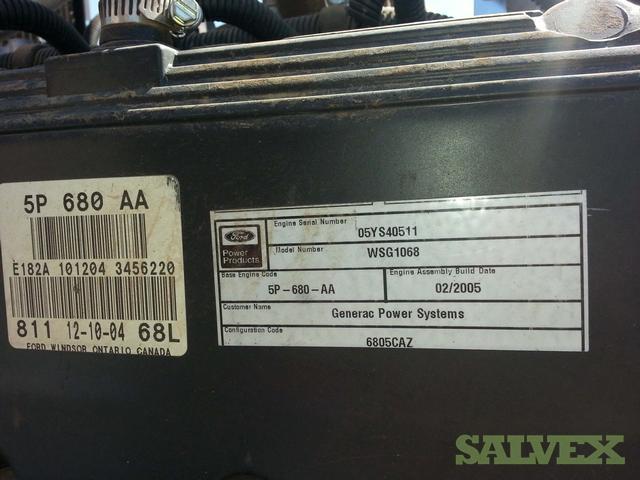 5P 680 AA
E182A 101204 3456220
811 12-10-04 68L
FORD WINDSOR ONTARIO CANADA
Ford
Power
Products
Engine Serial Number
05YS40511
Model Number
WSG1068
Base Engine Code
5P-680-AA
Engine Assembly Build Date
02/2005
Customer Name
Generac Power Systems
Configuration Code
6805CAZ
SALVEX